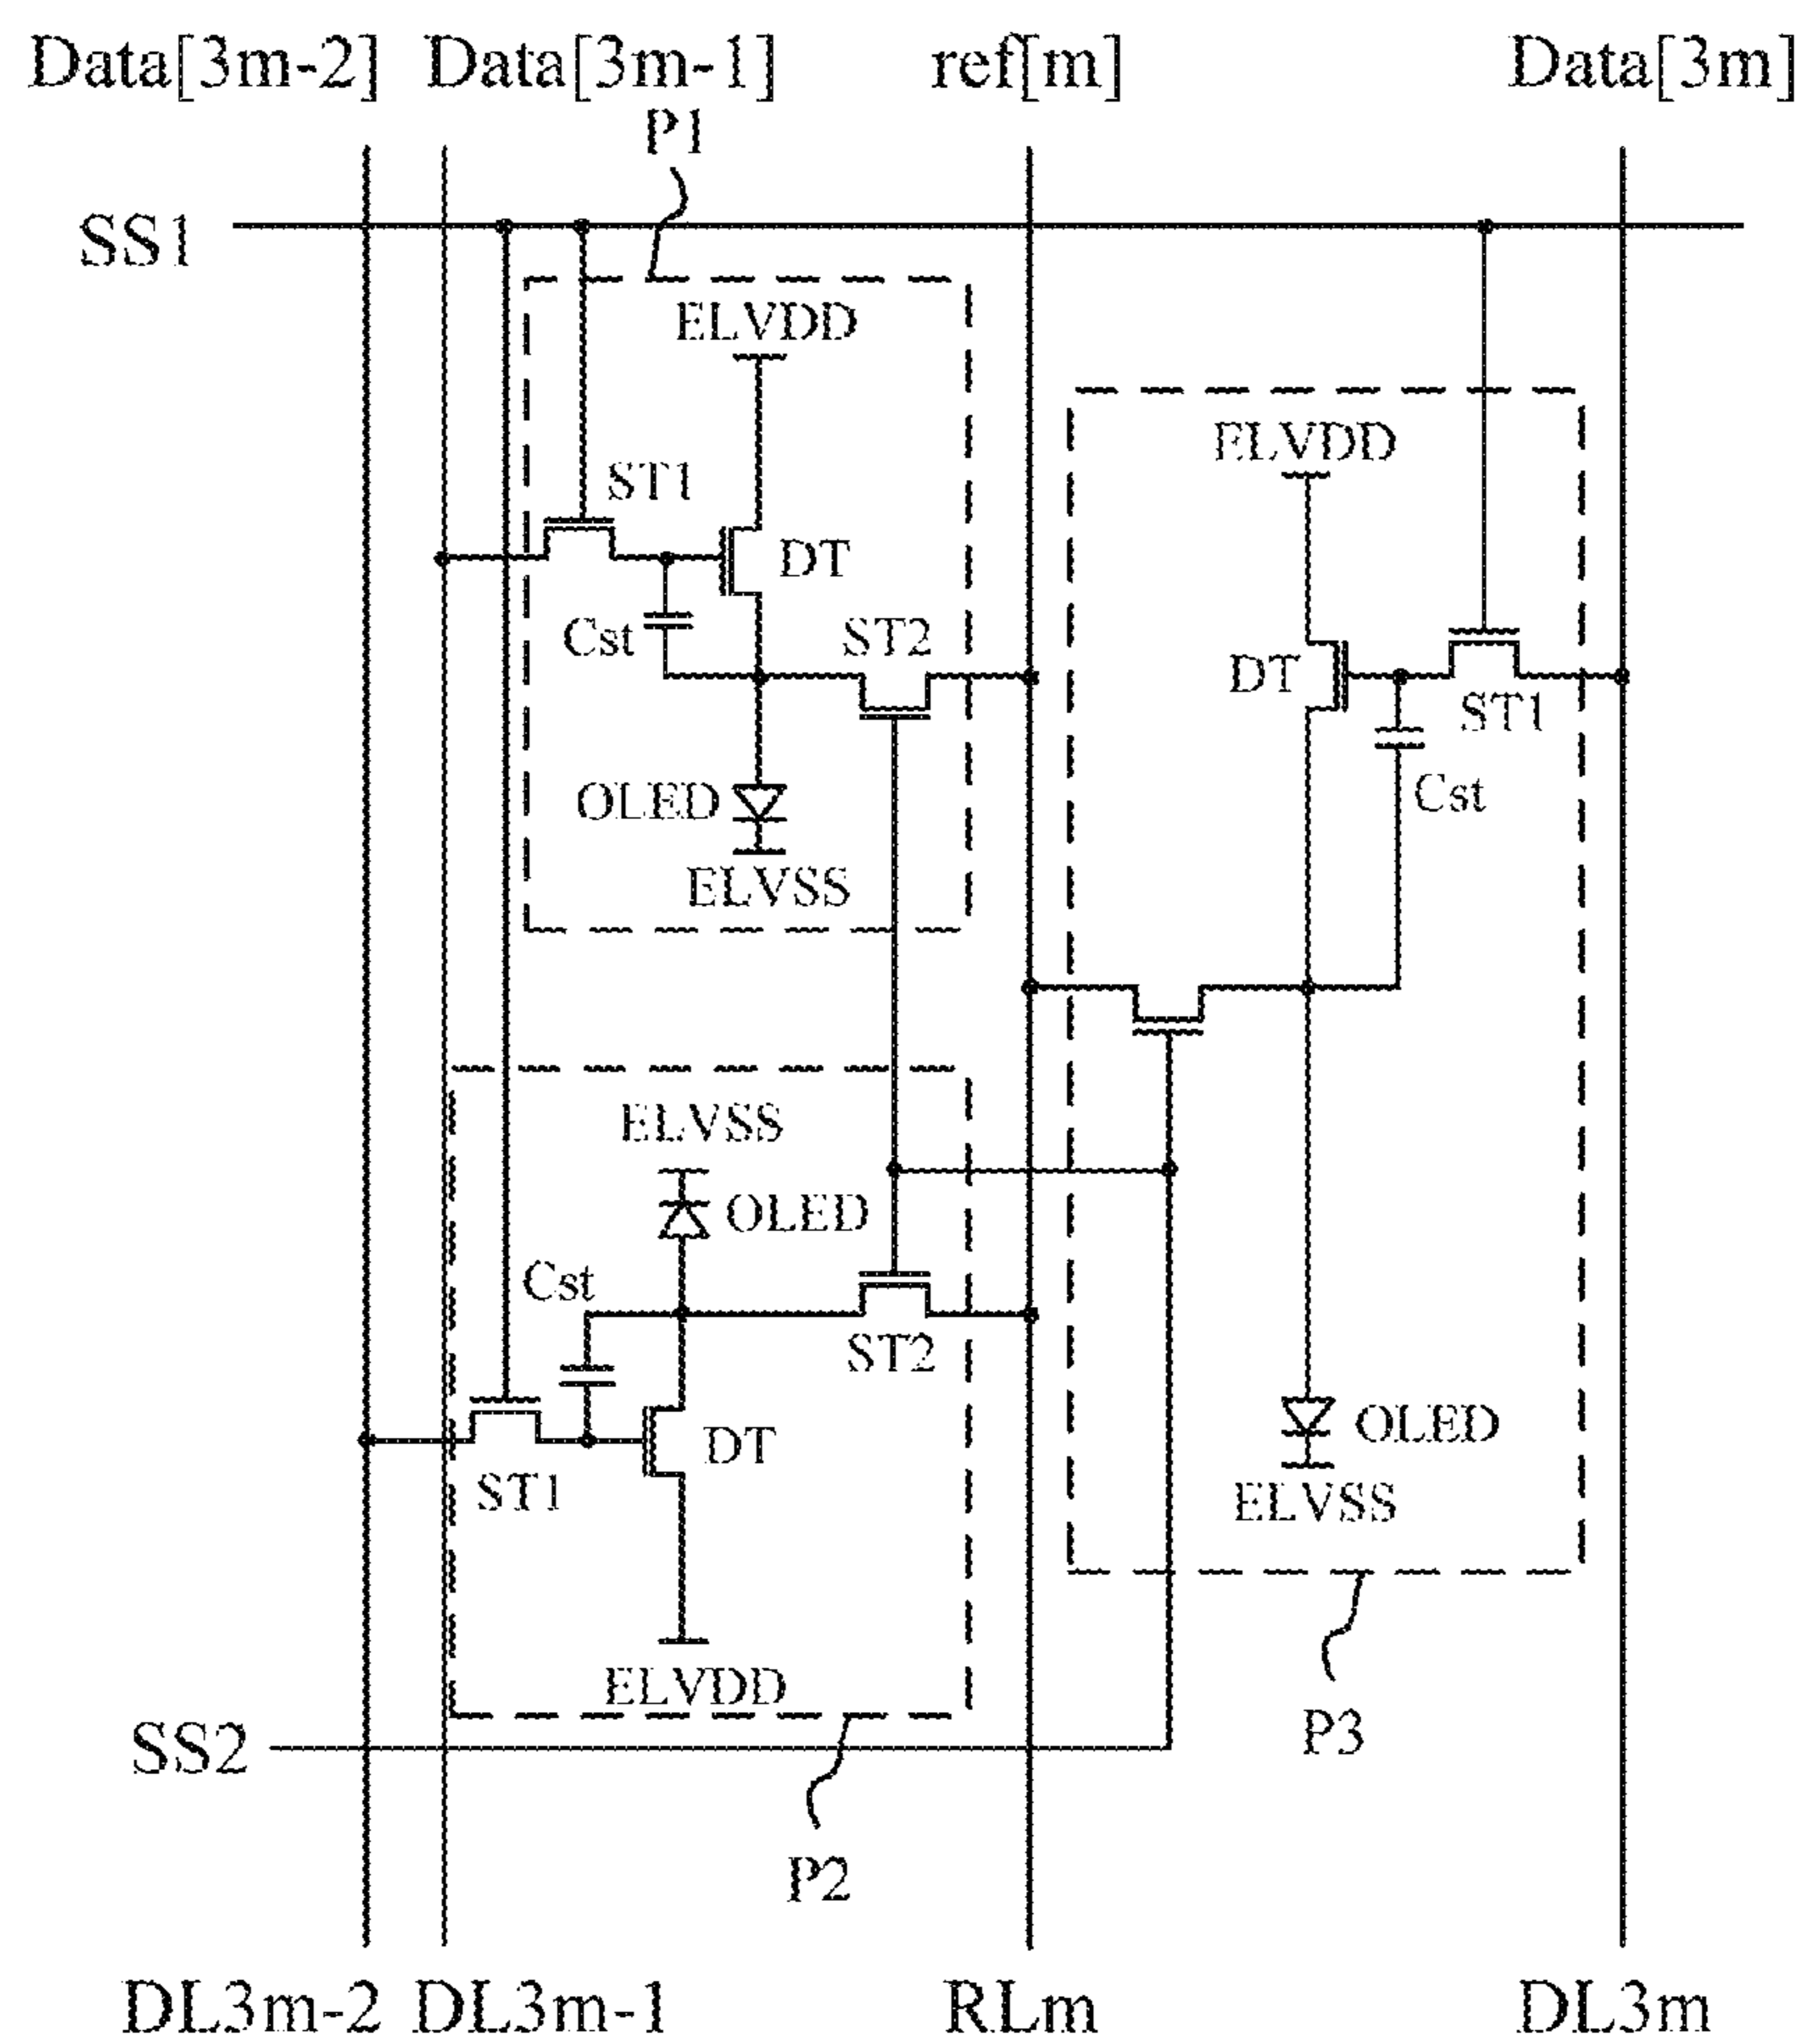 Data[3m-2] Data[3m-1] ref[m] Data[3m]
P1
SS1
ELVDD
ELVDD
ST1
DT
Cst
ST2
DT
ST1
OLED
Cst
ELVSS
ELVSS
OLED
Cst
ST2
DT
OLED
ST1
ELVSS
ELVDD
SS2
P3
P2
DL3m-2 DL3m-1 RLm DL3m